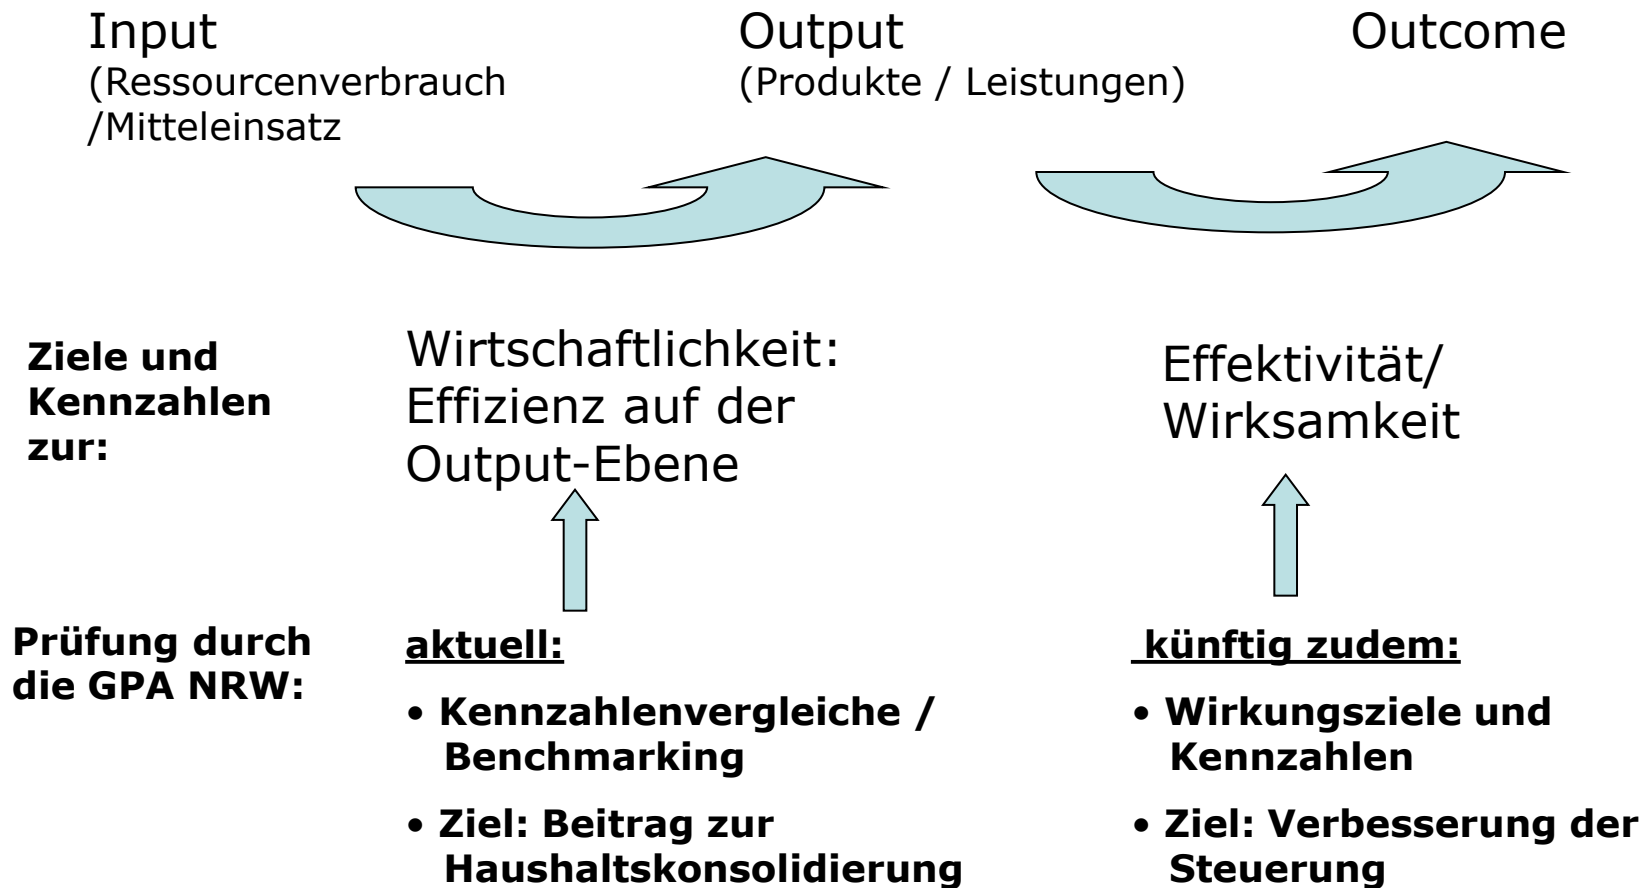 Input
(Ressourcenverbrauch
/Mitteleinsatz
Output
(Produkte / Leistungen)
Outcome
Ziele und
Kennzahlen
zur:
Wirtschaftlichkeit:
Effizienz auf der
Output-Ebene
Effektivität/
Wirksamkeit
Prüfung durch
die GPA NRW:
aktuell:
• Kennzahlenvergleiche /
Benchmarking
• Ziel: Beitrag zur
Haushaltskonsolidierung
künftig zudem:
• Wirkungsziele und
Kennzahlen
• Ziel: Verbesserung der
Steuerung